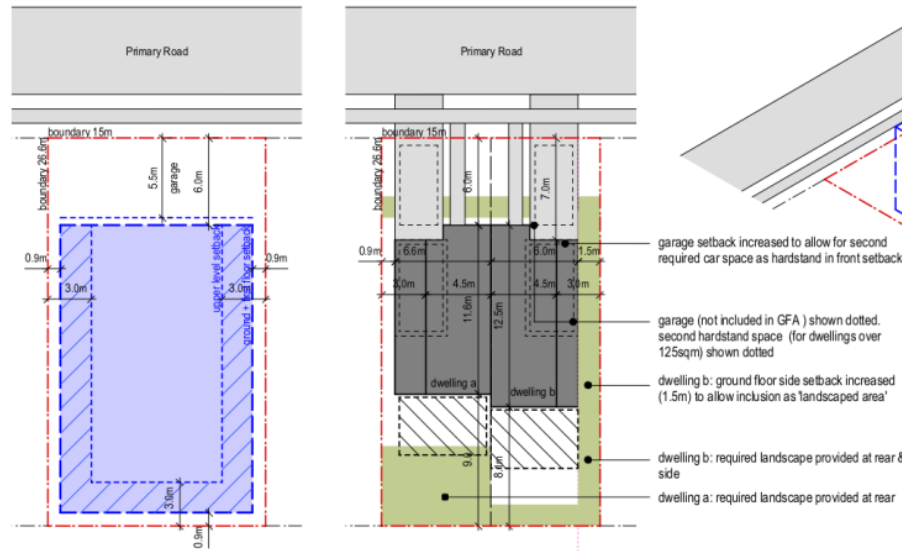 Primary Road
boundary 15m
boundary 26.6m
5.5m
garage
6.0m
upper level setback
ground + first floor setback
0.9m
0.9m
3.0m
3.0m
3.0m
0.9m
Primary Road
boundary 15m
boundary 26.6m
6.0m
7.0m
0.9m
6.6m
6.0m
1.5m
3.0m
4.5m
4.5m
3.0m
11.6m
12.5m
dwelling a
dwelling b
garage setback increased to allow for second
required car space as hardstand in front setback
garage (not included in GFA ) shown dotted.
second hardstand space (for dwellings over
125sqm) shown dotted
dwelling b: ground floor side setback increased
(1.5m) to allow inclusion as 'landscaped area'
dwelling b: required landscape provided at rear &
side
dwelling a: required landscape provided at rear